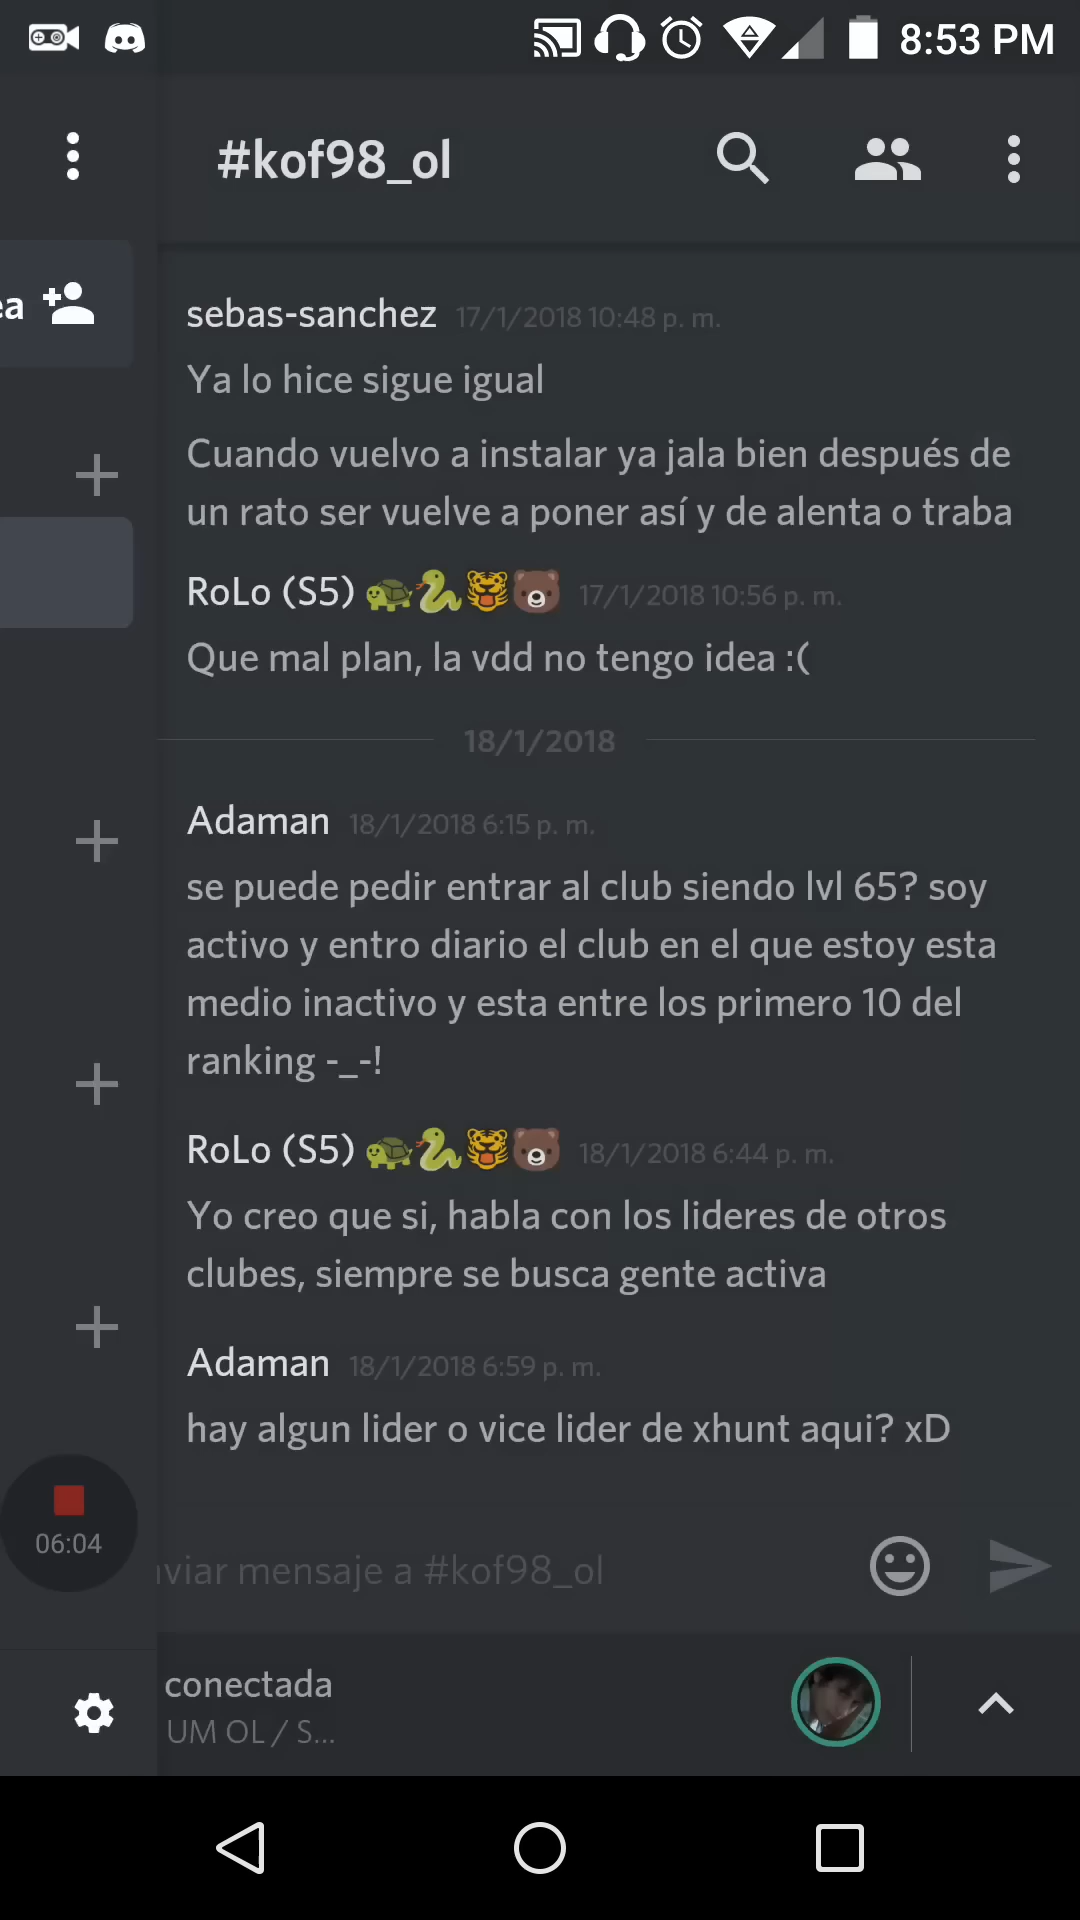 8:53 PM
#kof98_ol
ea
sebas-sanchez 17/1/2018 10:48 p. m.
Ya lo hice sigue igual
Cuando vuelvo a instalar ya jala bien después de
un rato ser vuelve a poner así y de alenta o traba
RoLo (S5) 🐢🐍🐯🐻 17/1/2018 10:56 p. m.
Que mal plan, la vdd no tengo idea :(
18/1/2018
Adaman 18/1/2018 6:15 p. m.
se puede pedir entrar al club siendo lvl 65? soy
activo y entro diario el club en el que estoy esta
medio inactivo y esta entre los primero 10 del
ranking -_-!
RoLo (S5) 🐢🐍🐯🐻 18/1/2018 6:44 p. m.
Yo creo que si, habla con los lideres de otros
clubes, siempre se busca gente activa
Adaman 18/1/2018 6:59 p. m.
hay algun lider o vice lider de xhunt aqui? xD
06:04
viar mensaje a #kof98_ol
conectada
UM OL / S...